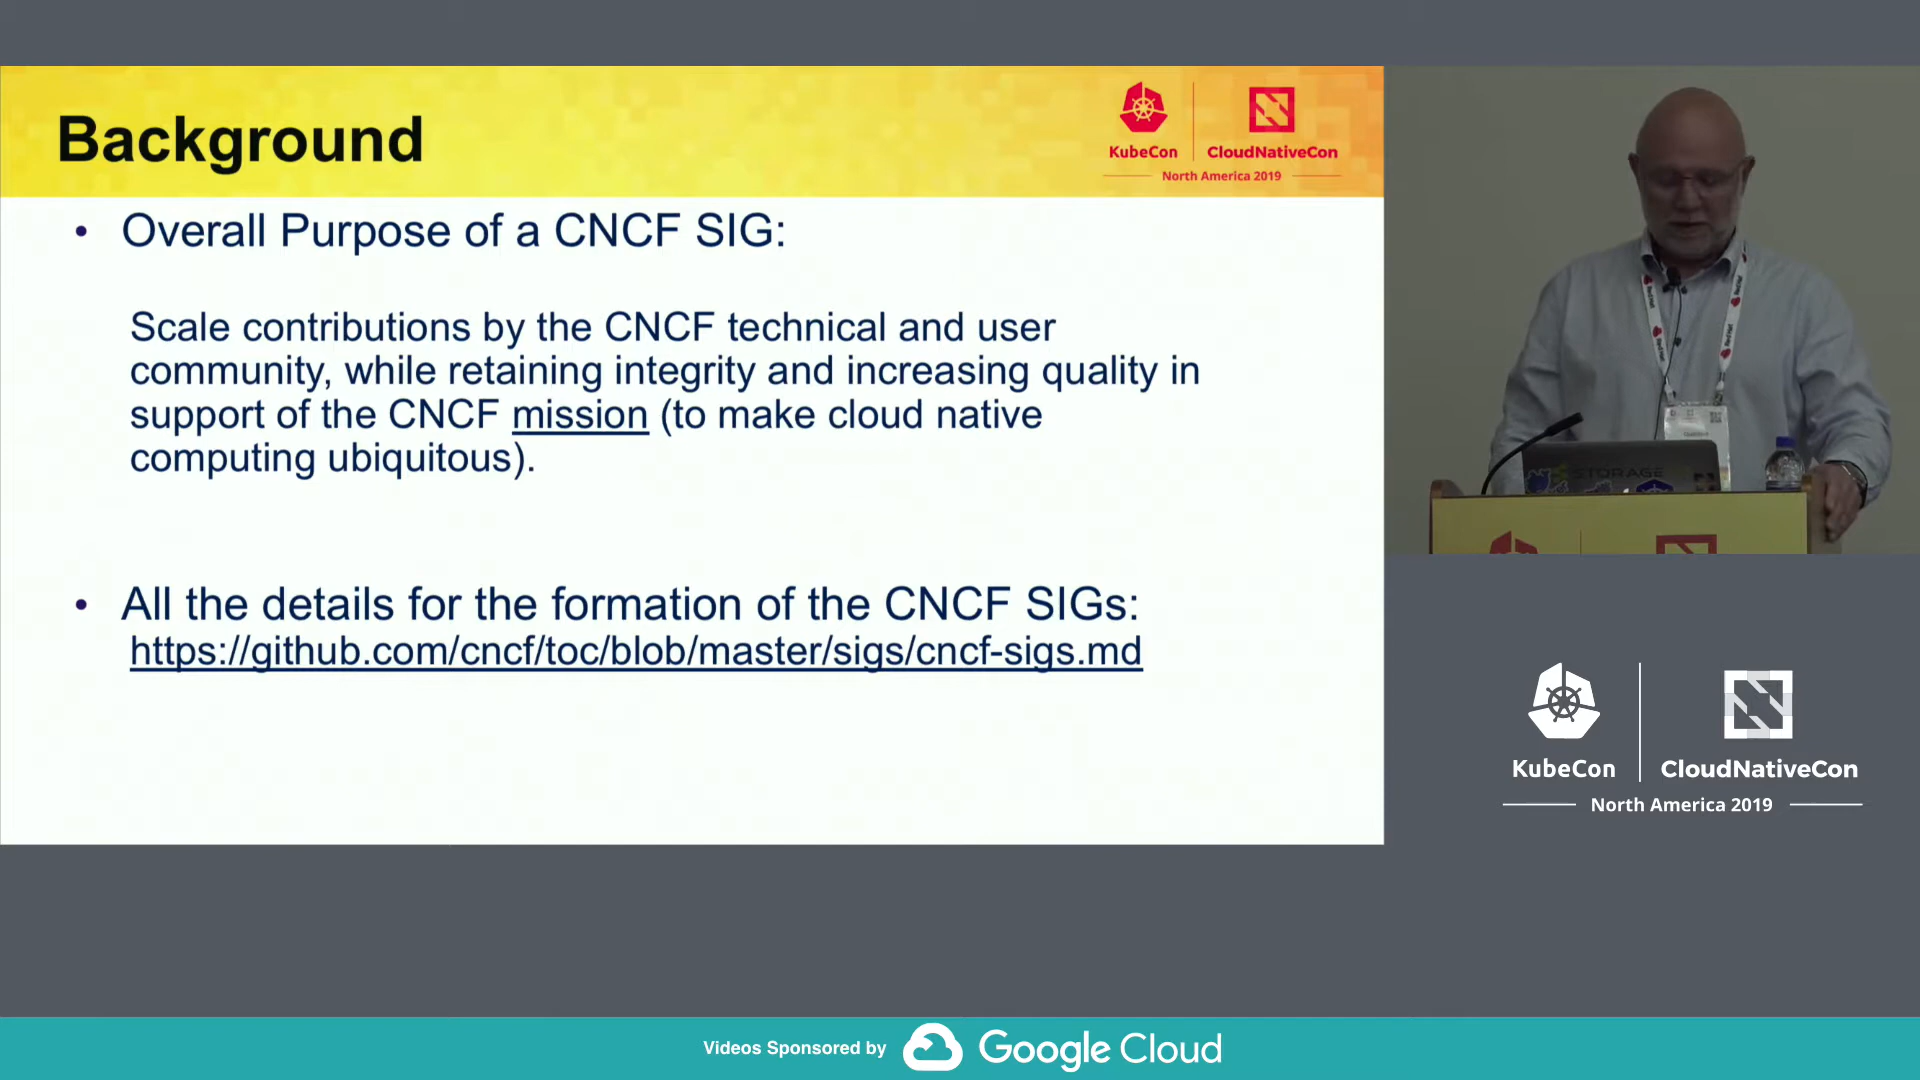 Background
KubeCon
CloudNativeCon
North America 2019
• Overall Purpose of a CNCF SIG:
Scale contributions by the CNCF technical and user
community, while retaining integrity and increasing quality in
support of the CNCF mission (to make cloud native
computing ubiquitous).
• All the details for the formation of the CNCF SIGs:
https://github.com/cncf/toc/blob/master/sigs/cncf-sigs.md
STORAGE
KubeCon
CloudNativeCon
North America 2019
Videos Sponsored by
Google Cloud